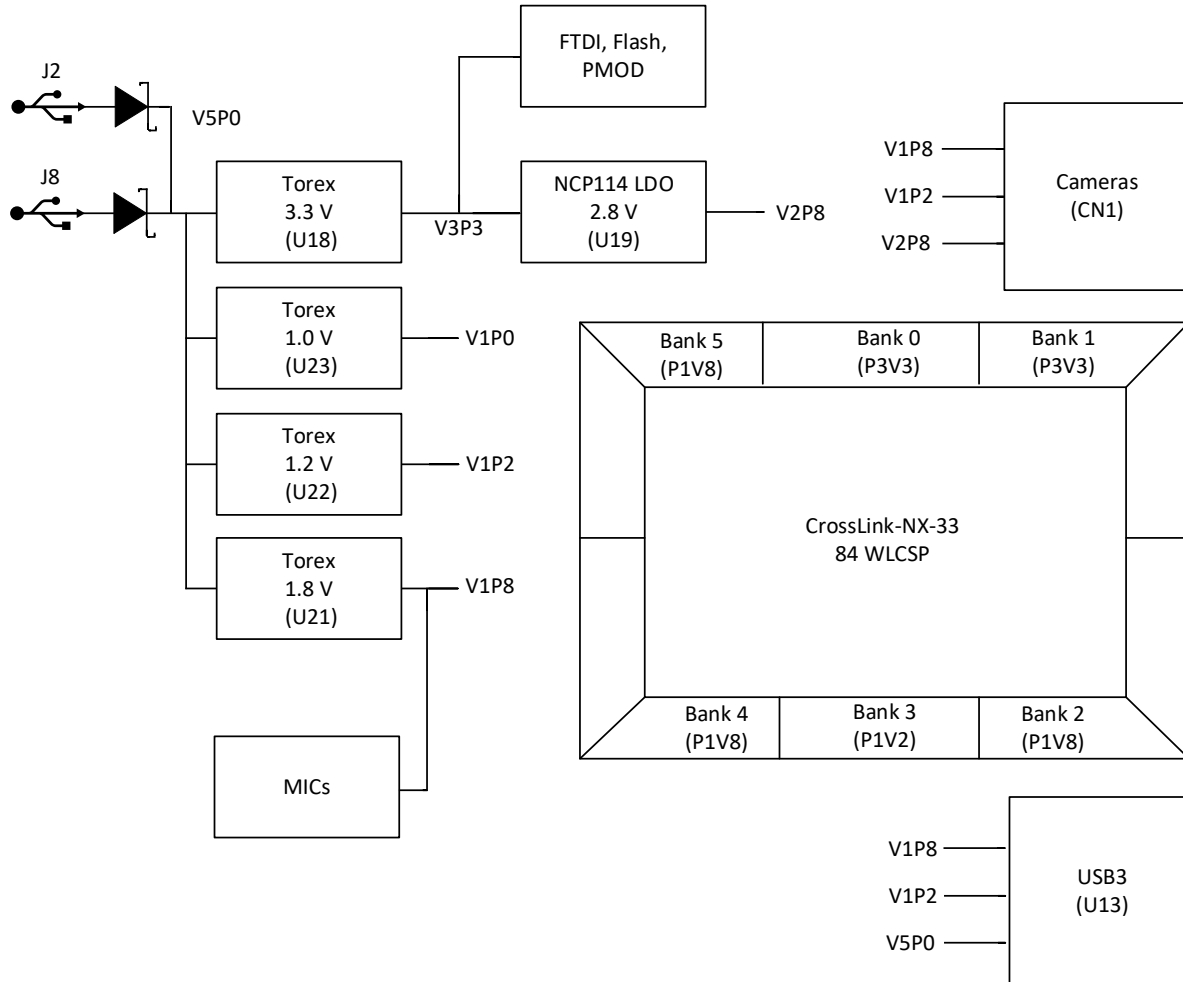 FTDI, Flash,
PMOD
J2
V5P0
J8
Torex
3.3 V
(U18)
V3P3
NCP114 LDO
2.8 V
(U19)
V2P8
V1P8
V1P2
V2P8
Cameras
(CN1)
Torex
1.0 V
(U23)
V1P0
Torex
1.2 V
(U22)
V1P2
Torex
1.8 V
(U21)
V1P8
MICs
Bank 5
(P1V8)
Bank 0
(P3V3)
Bank 1
(P3V3)
CrossLink-NX-33
84 WLCSP
Bank 4
(P1V8)
Bank 3
(P1V2)
Bank 2
(P1V8)
V1P8
V1P2
V5P0
USB3
(U13)